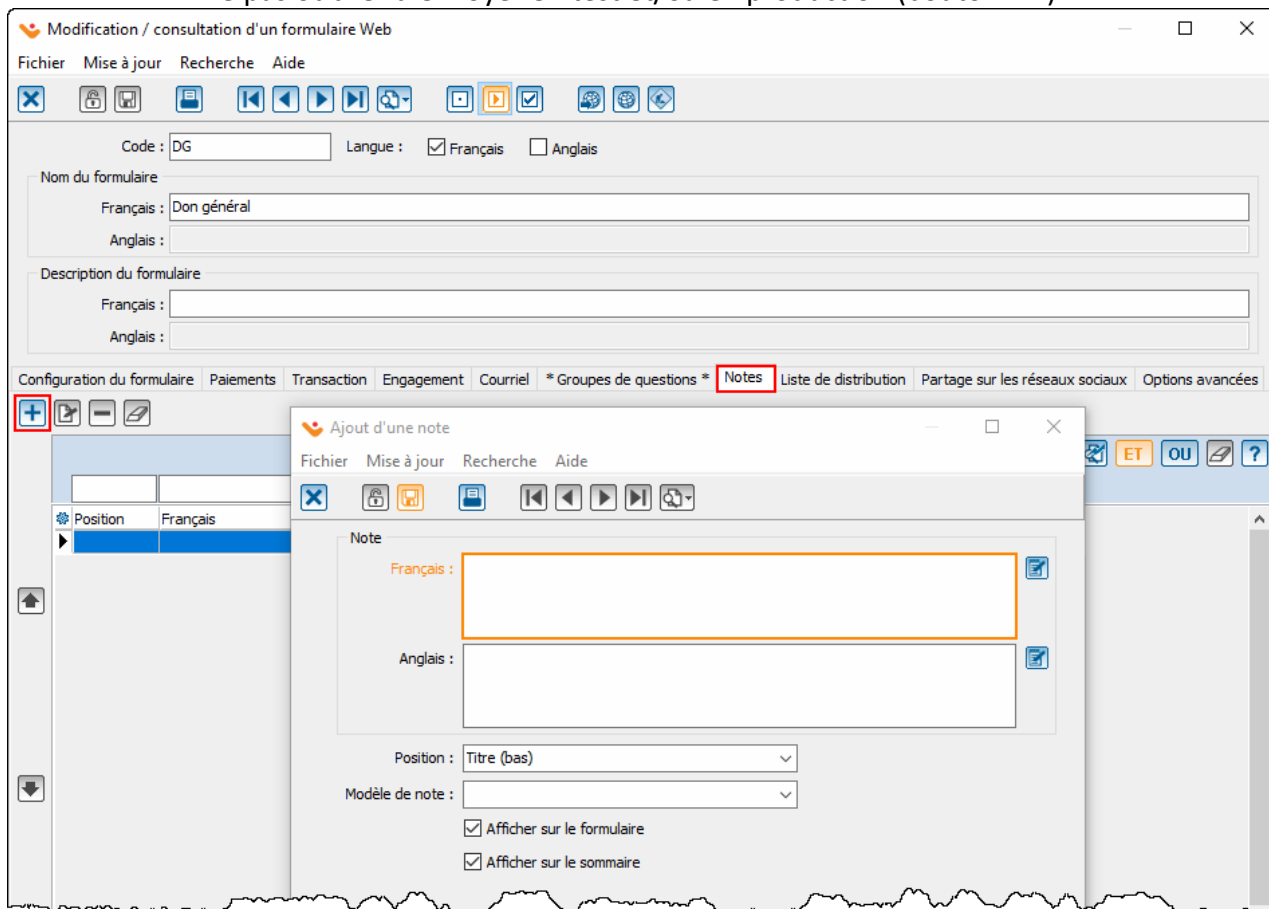 Modification / consultation d'un formulaire Web
Fichier Mise à jour Recherche Aide
Code : DG Langue : Français Anglais
Nom du formulaire
Français : Don général
Anglais :
Description du formulaire
Français :
Anglais :
Configuration du formulaire Paiements Transaction Engagement Courriel * Groupes de questions * Notes Liste de distribution Partage sur les réseaux sociaux Options avancées
Ajout d'une note
Fichier Mise à jour Recherche Aide
ET OU ?
Position Français
Note
Français :
Anglais :
Position : Titre (bas)
Modèle de note :
Afficher sur le formulaire
Afficher sur le sommaire